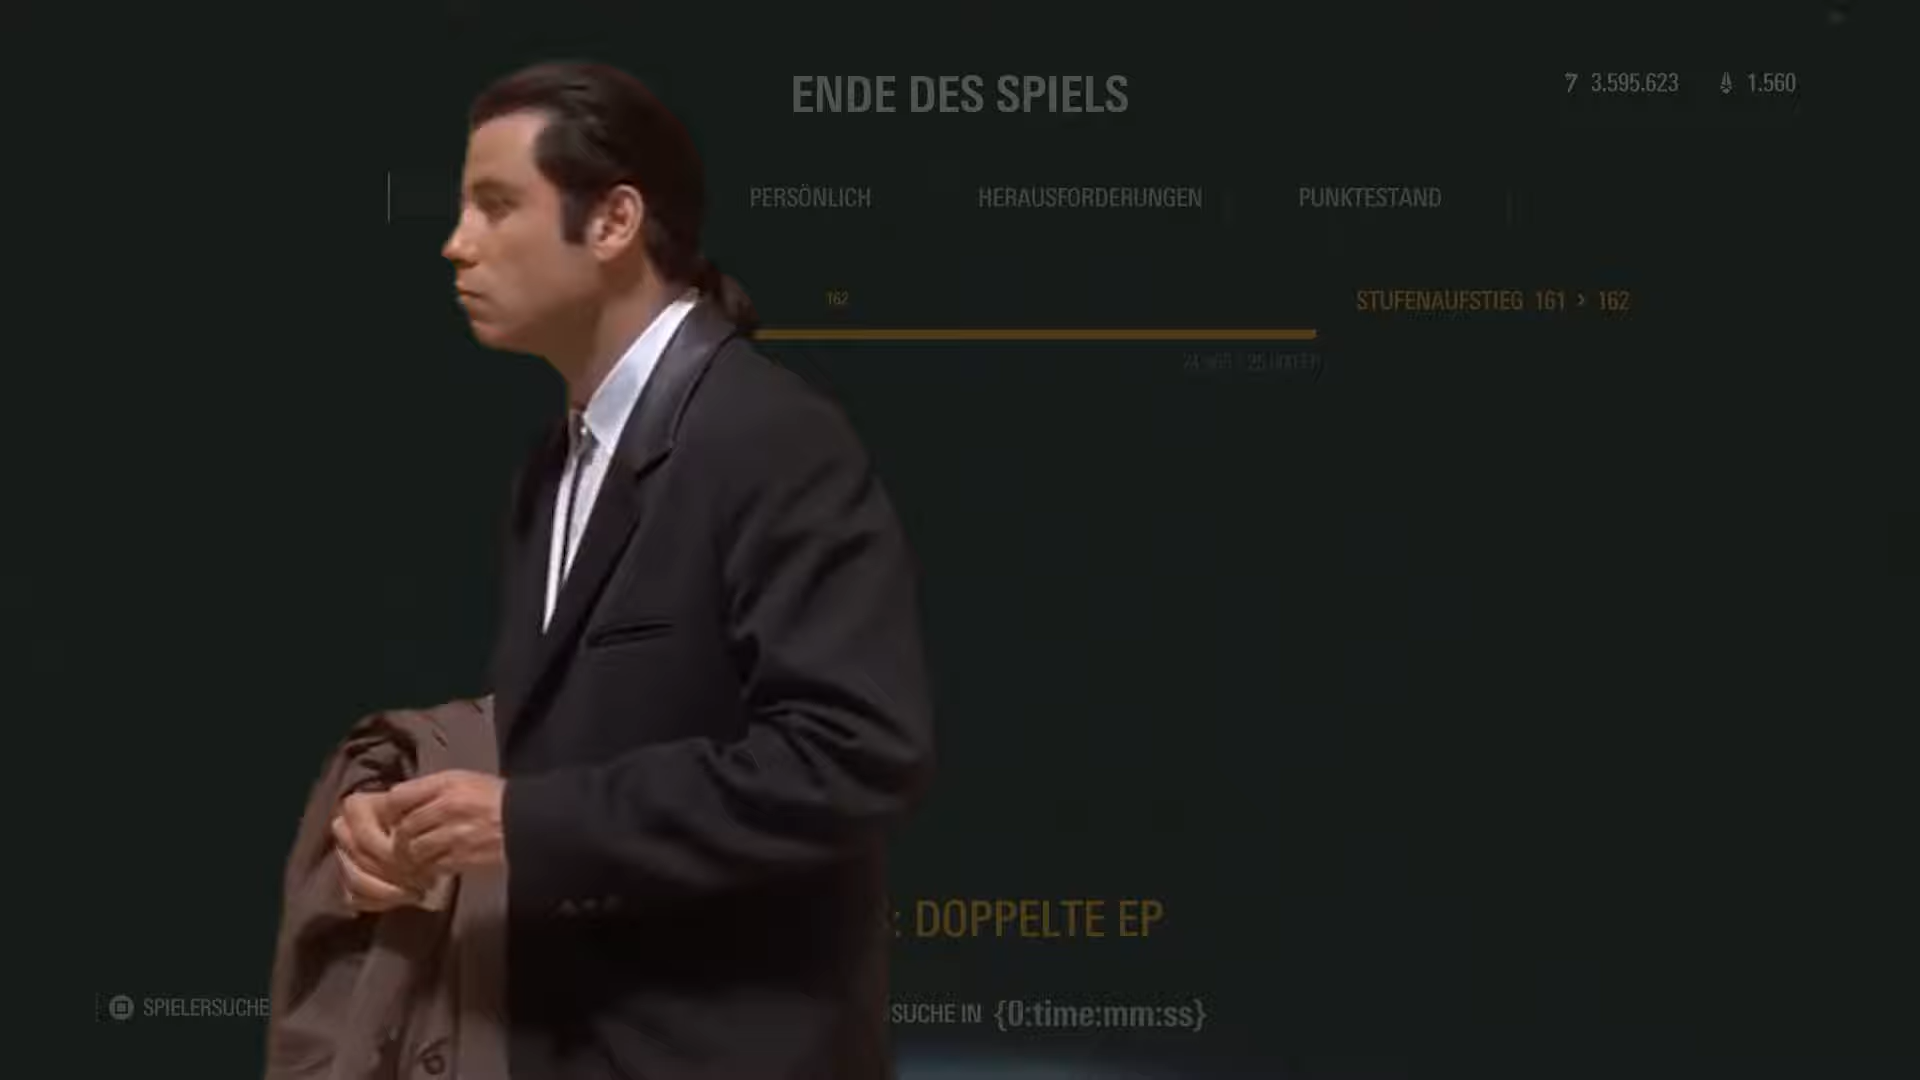 ENDE DES SPIELS
3.595.623
1.560
PERSÖNLICH
HERAUSFORDERUNGEN
PUNKTESTAND
162
STUFENAUFSTIEG 161 > 162
: DOPPELTE EP
SPIELERSUCHE
SUCHE IN {0:time:mm:ss}